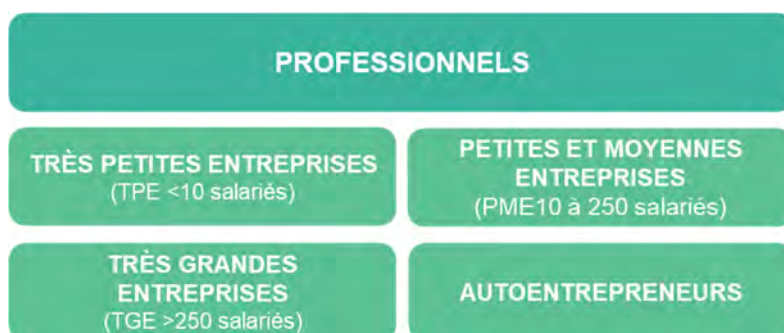 PROFESSIONNELS
TRÈS PETITES ENTREPRISES
(TPE <10 salariés)
PETITES ET MOYENNES
ENTREPRISES
(PME10 à 250 salariés)
TRÈS GRANDES
ENTREPRISES
(TGE >250 salariés)
AUTOENTREPRENEURS